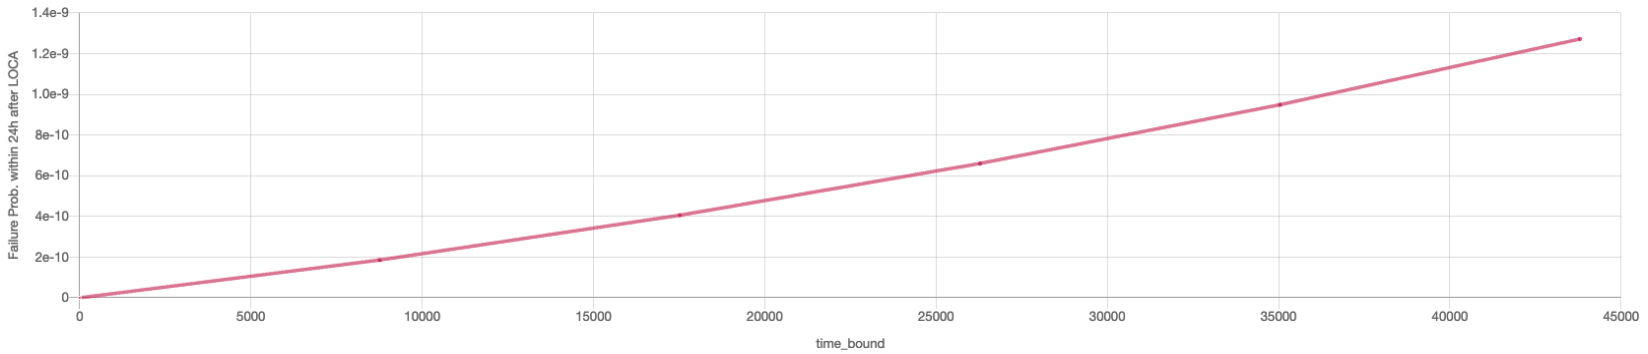 1.4e-9
1.2e-9
1.0e-9
8e-10
6e-10
4e-10
2e-10
0
Failure Prob. within 24h after LOCA
0 5000 10000 15000 20000 25000 30000 35000 40000 45000
time_bound